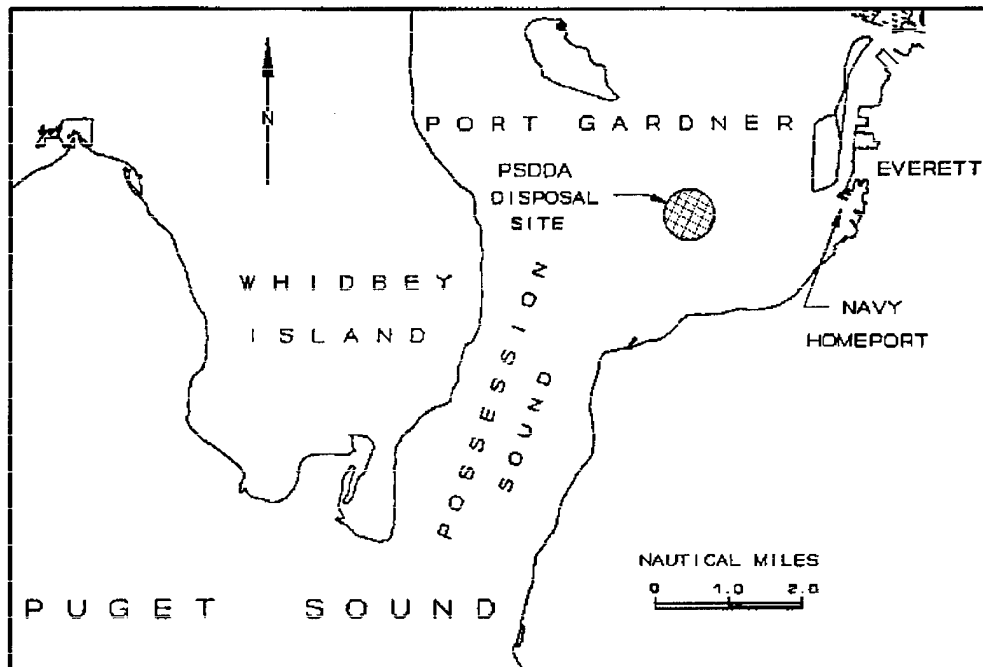 N
PORT GARDNER
PSDDA
DISPOSAL
SITE
EVERETT
WHIDBEY
ISLAND
POSSESSION
SOUND
NAVY
HOMEPORT
NAUTICAL MILES
0 1.0 2.0
PUGET SOUND